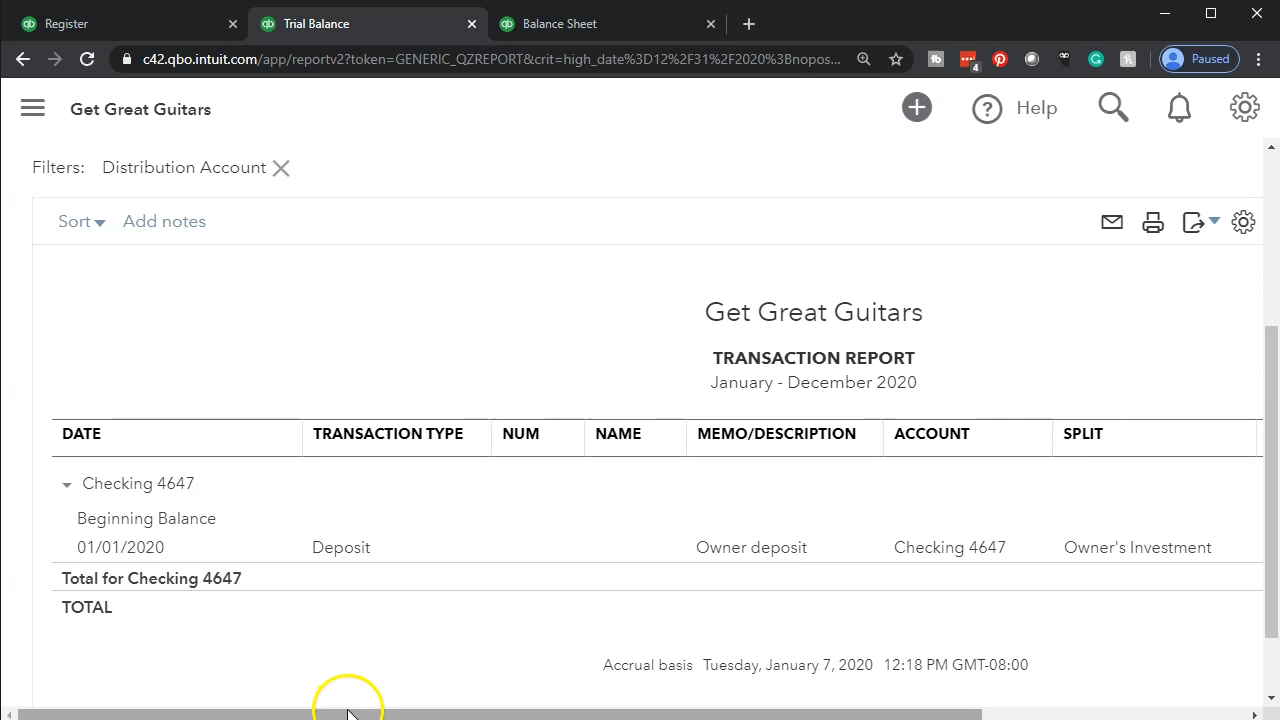 Register
Trial Balance
Balance Sheet
c42.qbo.intuit.com/app/reportv2?token=GENERIC_QZREPORT&crit=high_date%3D12%2F31%2F2020%3Bnopos...
4
Paused
Get Great Guitars
Help
Filters: Distribution Account
Sort Add notes
Get Great Guitars
TRANSACTION REPORT
January - December 2020
DATE TRANSACTION TYPE NUM NAME MEMO/DESCRIPTION ACCOUNT SPLIT
Checking 4647
Beginning Balance
01/01/2020 Deposit Owner deposit Checking 4647 Owner's Investment
Total for Checking 4647
TOTAL
Accrual basis Tuesday, January 7, 2020 12:18 PM GMT-08:00